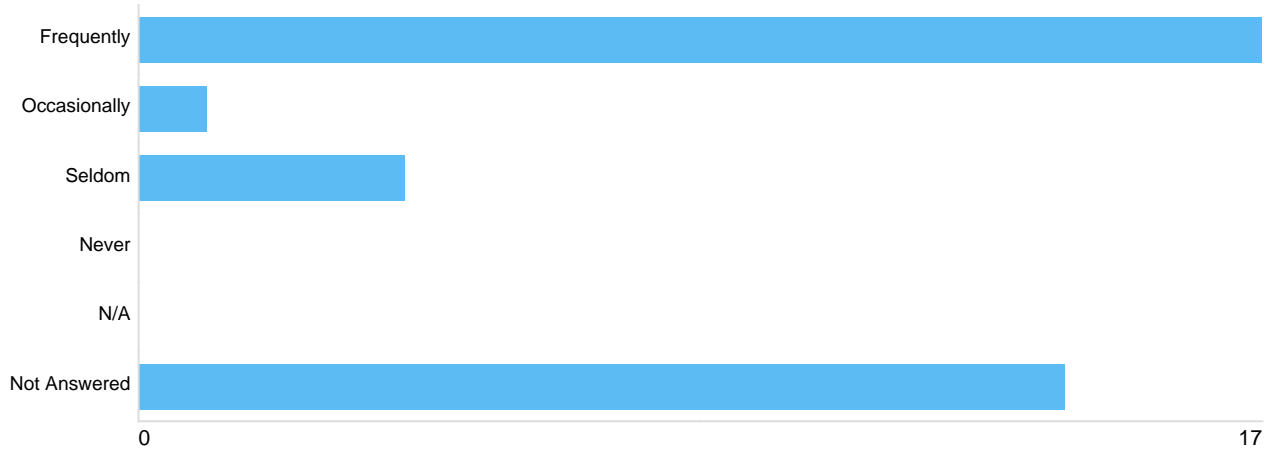 Frequently
Occasionally
Seldom
Never
N/A
Not Answered
0 17